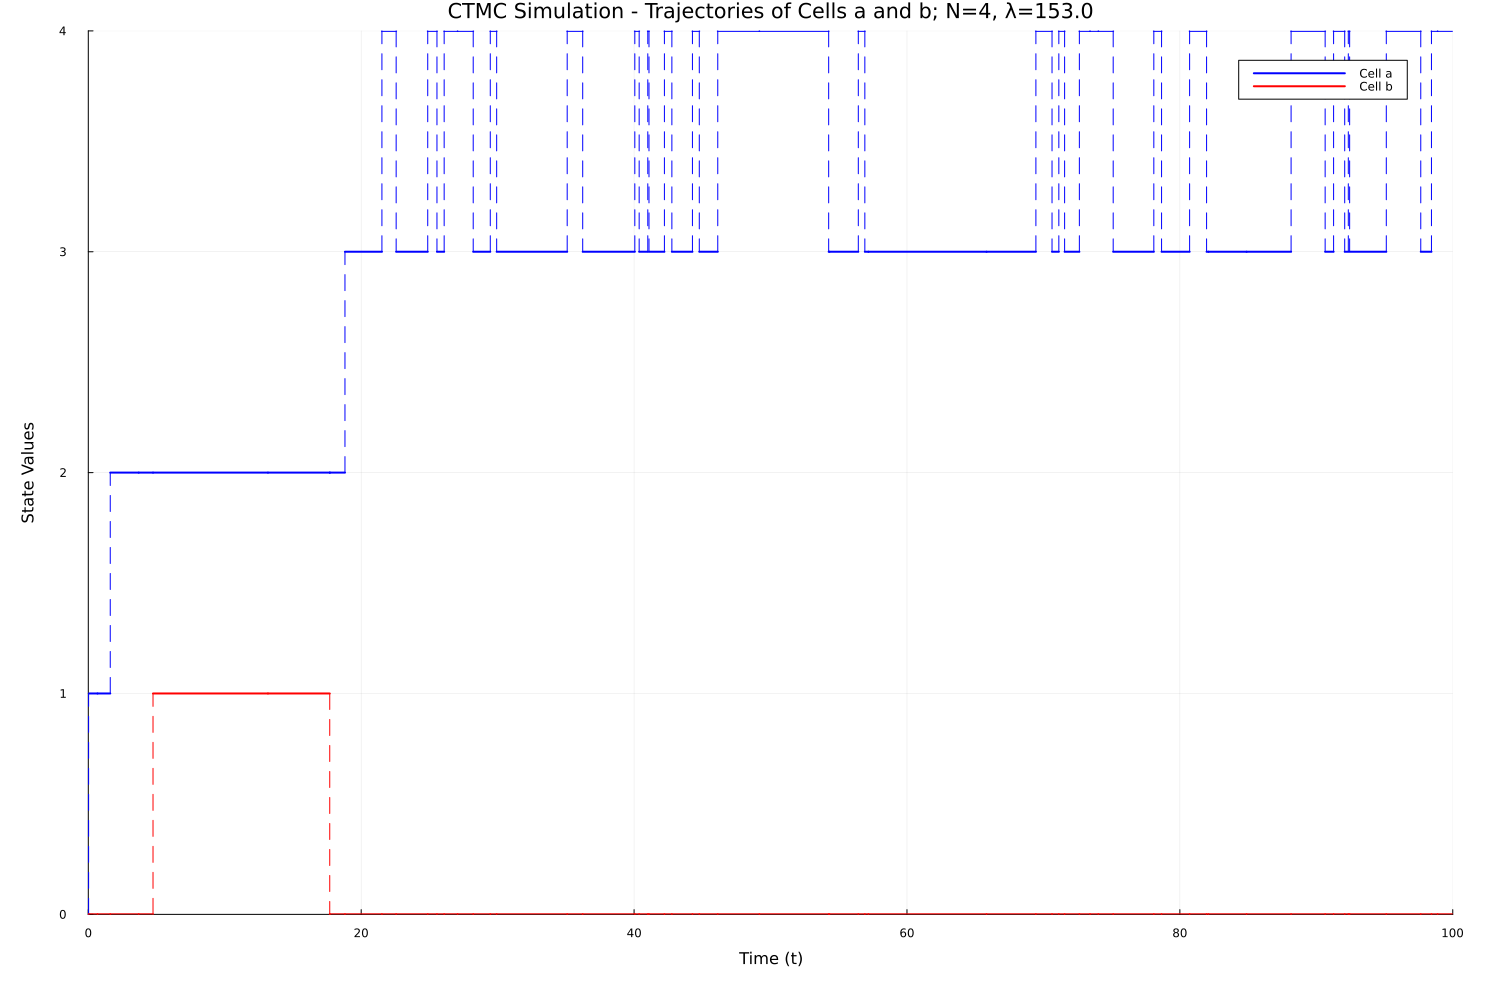 CTMC Simulation - Trajectories of Cells a and b; N=4, λ=153.0
4
Cell a
Cell b
3
State Values
2
1
0
0 20 40 60 80 100
Time (t)